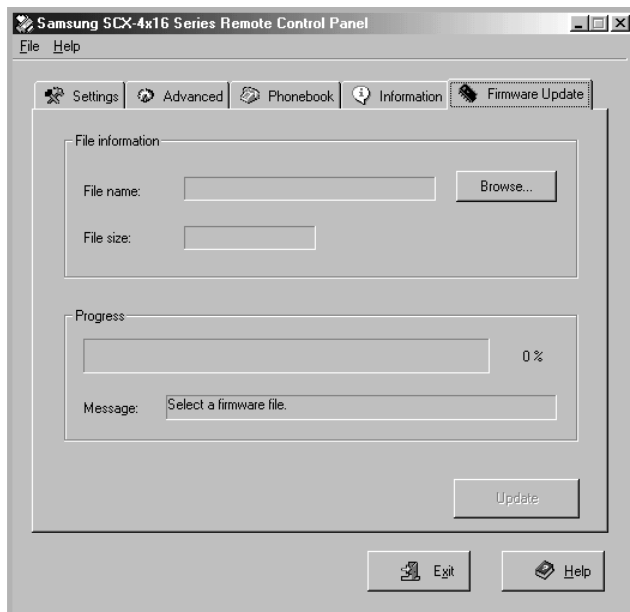 Samsung SCX-4x16 Series Remote Control Panel
File Help
Settings Advanced Phonebook Information Firmware Update
File information
File name: Browse...
File size:
Progress
0 %
Message: Select a firmware file.
Update
Exit Help